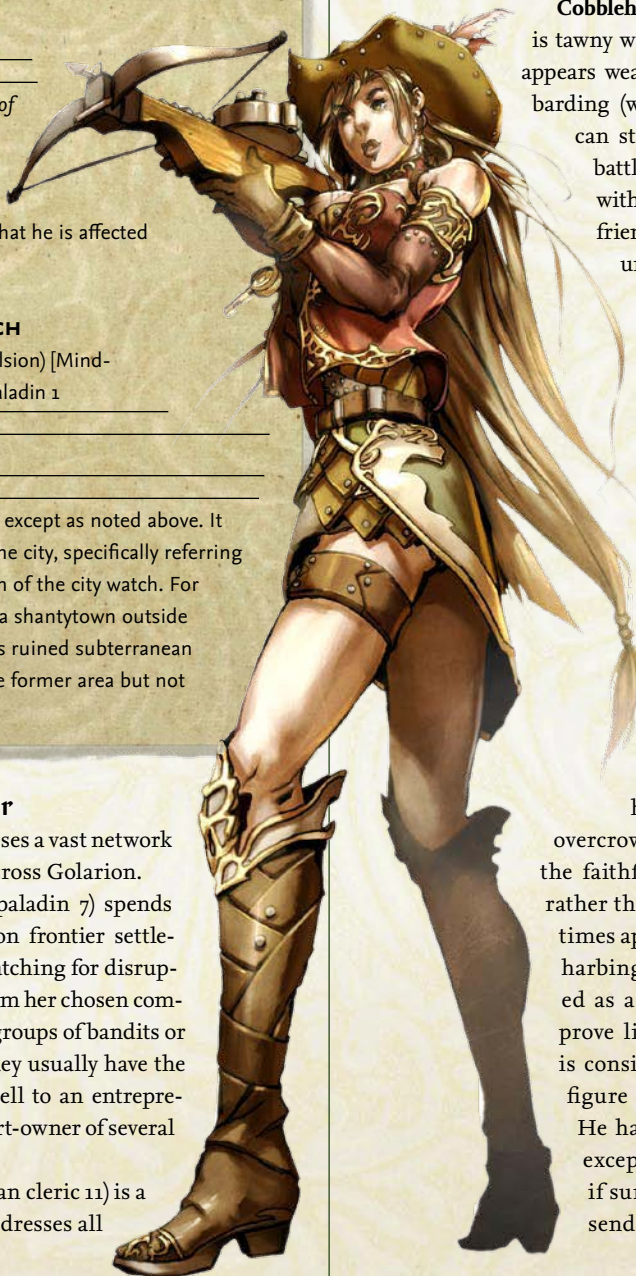 of
hat he is affected
CH
lsion) [Mind-
ladin 1
except as noted above. It
he city, specifically referring
h of the city watch. For
a shantytown outside
s ruined subterranean
e former area but not
r
ses a vast network
ross Golarion.
paladin 7) spends
on frontier settle-
tching for disrup-
m her chosen com-
groups of bandits or
ey usually have the
ell to an entrepre-
rt-owner of several
an cleric 11) is a
dresses all
Cobbleh
is tawny w
appears wea
barding (w
can st
battl
with
frien
overcrow
the faithf
rather th
times ap
harbing
ed as a
prove li
is consi
figure
He ha
excep
if sur
send